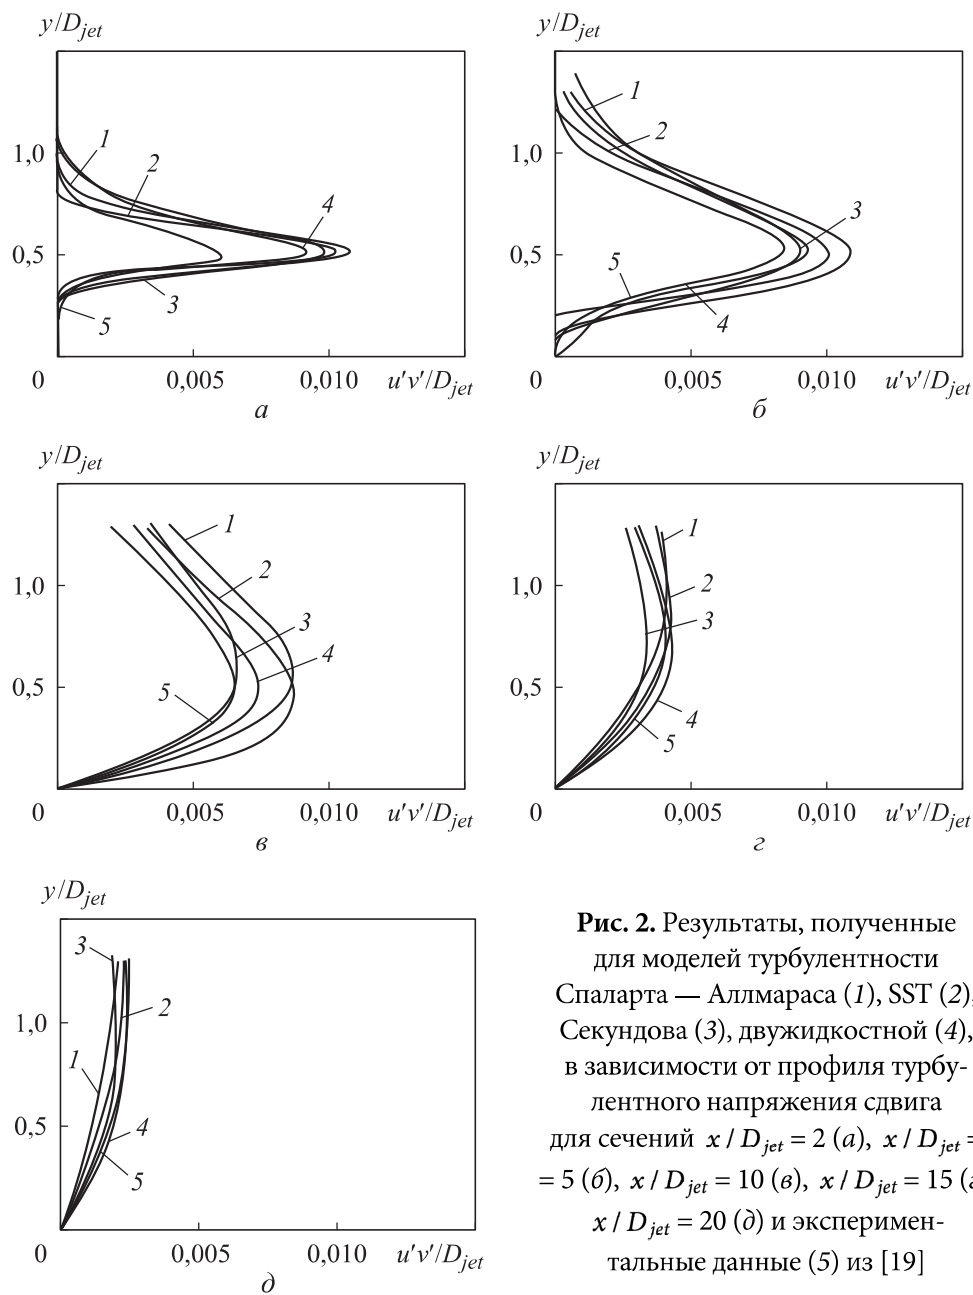 y/D_jet
y/D_jet
1
2
4
3
5
1,0
0,5
0
0,005
0,010
u'v'/D_jet
а
1
2
3
5
4
1,0
0,5
0
0,005
0,010
u'v'/D_jet
б
y/D_jet
1
2
3
4
5
1,0
0,5
0
0,005
0,010
u'v'/D_jet
в
y/D_jet
1
2
3
4
5
1,0
0,5
0
0,005
0,010
u'v'/D_jet
г
y/D_jet
3
2
1
4
5
1,0
0,5
0
0,005
0,010
u'v'/D_jet
д
Рис. 2. Результаты, полученные
для моделей турбулентности
Спаларта — Аллмараса (1), SST (2),
Секундова (3), двужидкостной (4),
в зависимости от профиля турбу-
лентного напряжения сдвига
для сечений x / D_jet = 2 (а), x / D_jet =
= 5 (б), x / D_jet = 10 (в), x / D_jet = 15 (г
x / D_jet = 20 (д) и эксперимен-
тальные данные (5) из [19]